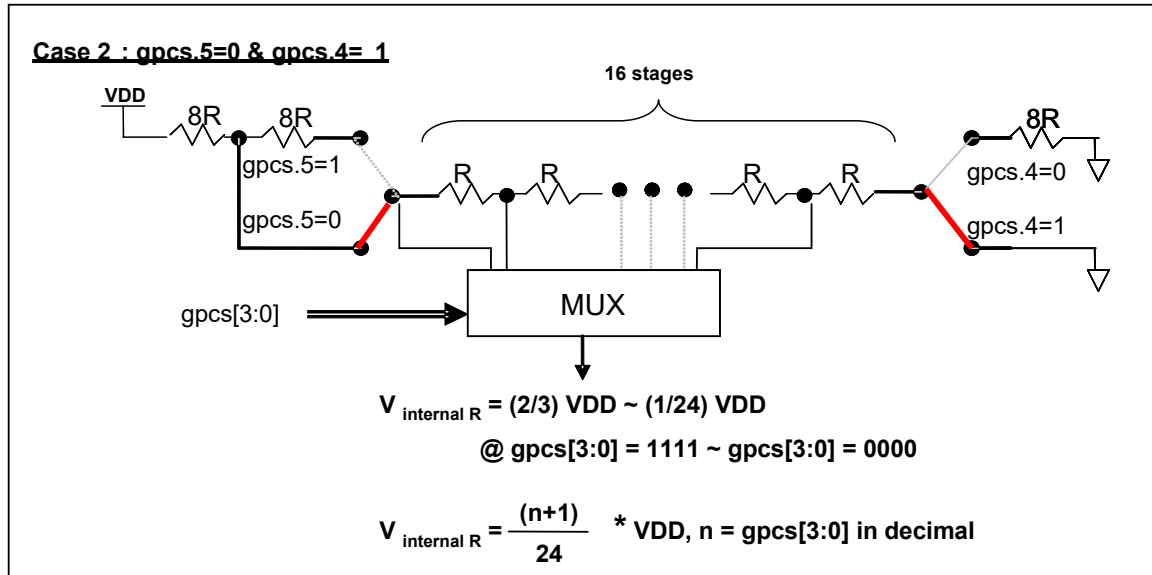 Case 2 : gpcs.5=0 & gpcs.4= 1
16 stages
VDD
8R
8R
8R
gpcs.5=1
R
R
R
R
gpcs.4=0
gpcs.5=0
gpcs.4=1
MUX
gpcs[3:0]
V internal R = (2/3) VDD ~ (1/24) VDD
@ gpcs[3:0] = 1111 ~ gpcs[3:0] = 0000
V internal R = (n+1)
24
* VDD, n = gpcs[3:0] in decimal